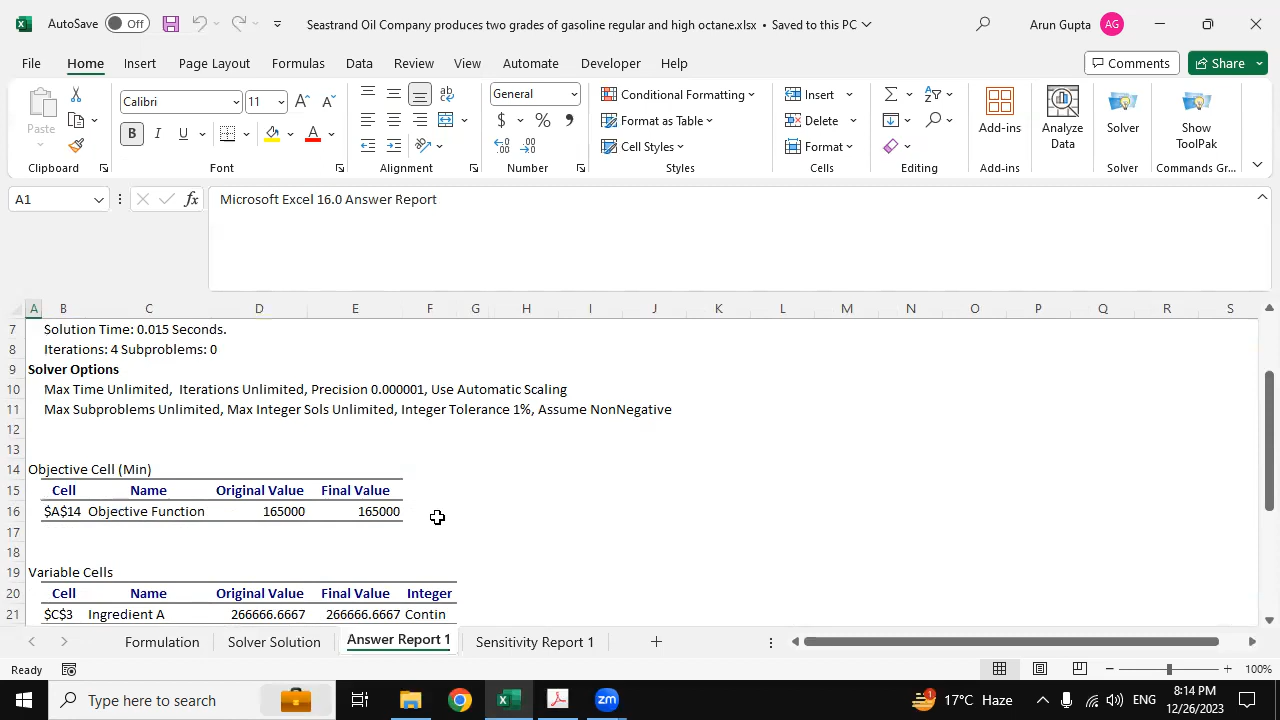 AutoSave Off Seastrand Oil Company produces two grades of gasoline regular and high octane.xlsx • Saved to this PC Arun Gupta AG
File Home Insert Page Layout Formulas Data Review View Automate Developer Help Comments Share
Calibri 11 A A ab General Conditional Formatting Insert Σ
Paste B I U A $ % , Format as Table Delete Add-ins Analyze Data Solver Show ToolPak
Cell Styles Format
Clipboard Font Alignment Number Styles Cells Editing Add-ins Solver Commands Gr...
A1 fx Microsoft Excel 16.0 Answer Report
A B C D E F G H I J K L M N O P Q R S
7 Solution Time: 0.015 Seconds.
8 Iterations: 4 Subproblems: 0
9 Solver Options
10 Max Time Unlimited, Iterations Unlimited, Precision 0.000001, Use Automatic Scaling
11 Max Subproblems Unlimited, Max Integer Sols Unlimited, Integer Tolerance 1%, Assume NonNegative
12
13
14 Objective Cell (Min)
15 Cell Name Original Value Final Value
16 $A$14 Objective Function 165000 165000
17
18
19 Variable Cells
20 Cell Name Original Value Final Value Integer
21 $C$3 Ingredient A 266666.6667 266666.6667 Contin
Formulation Solver Solution Answer Report 1 Sensitivity Report 1
Ready 100%
Type here to search zm 1 17°C Haze ENG 8:14 PM
12/26/2023